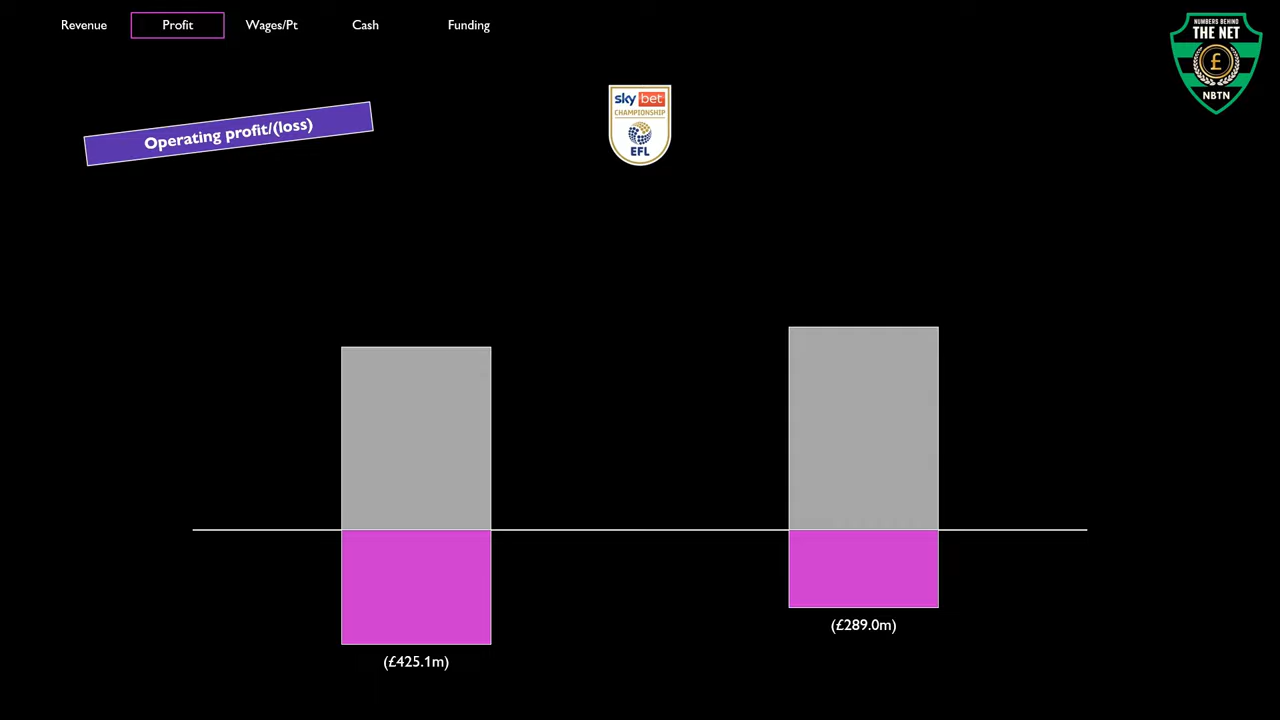 Revenue
Profit
Wages/Pt
Cash
Funding
NUMBERS BEHIND
THE NET
£
NBTN
Operating profit/(loss)
sky bet
CHAMPIONSHIP
EFL
(£289.0m)
(£425.1m)